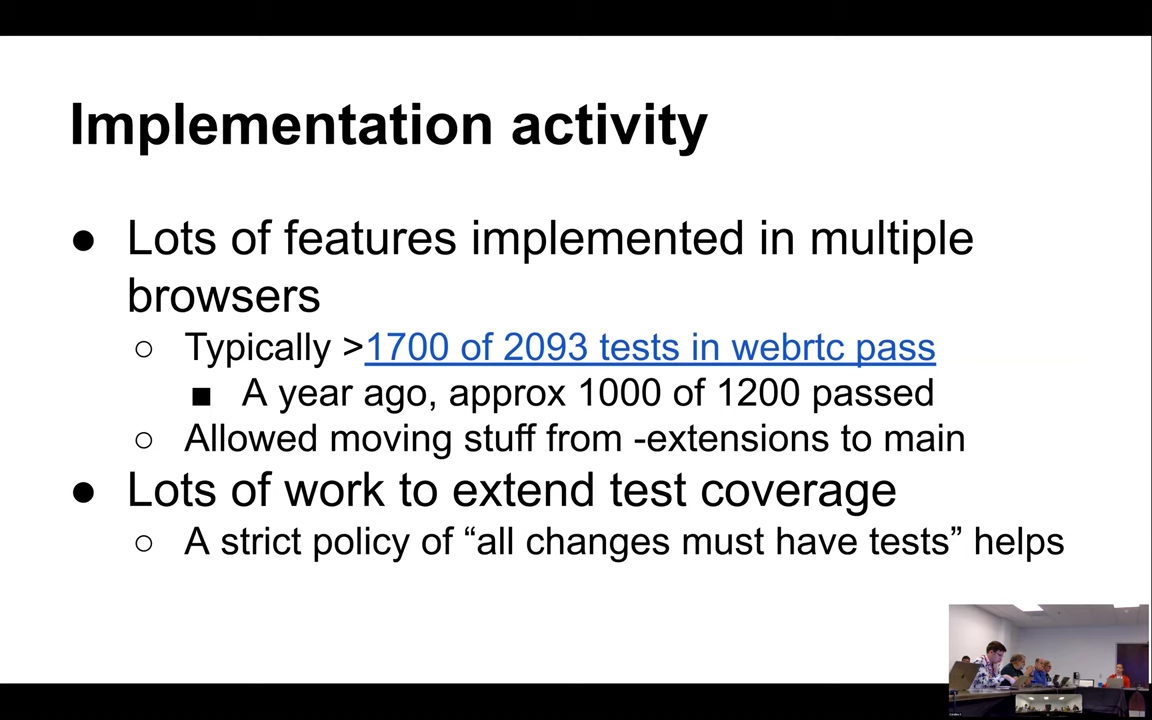 Implementation activity
● Lots of features implemented in multiple
browsers
○ Typically >1700 of 2093 tests in webrtc pass
■ A year ago, approx 1000 of 1200 passed
○ Allowed moving stuff from -extensions to main
● Lots of work to extend test coverage
○ A strict policy of “all changes must have tests” helps